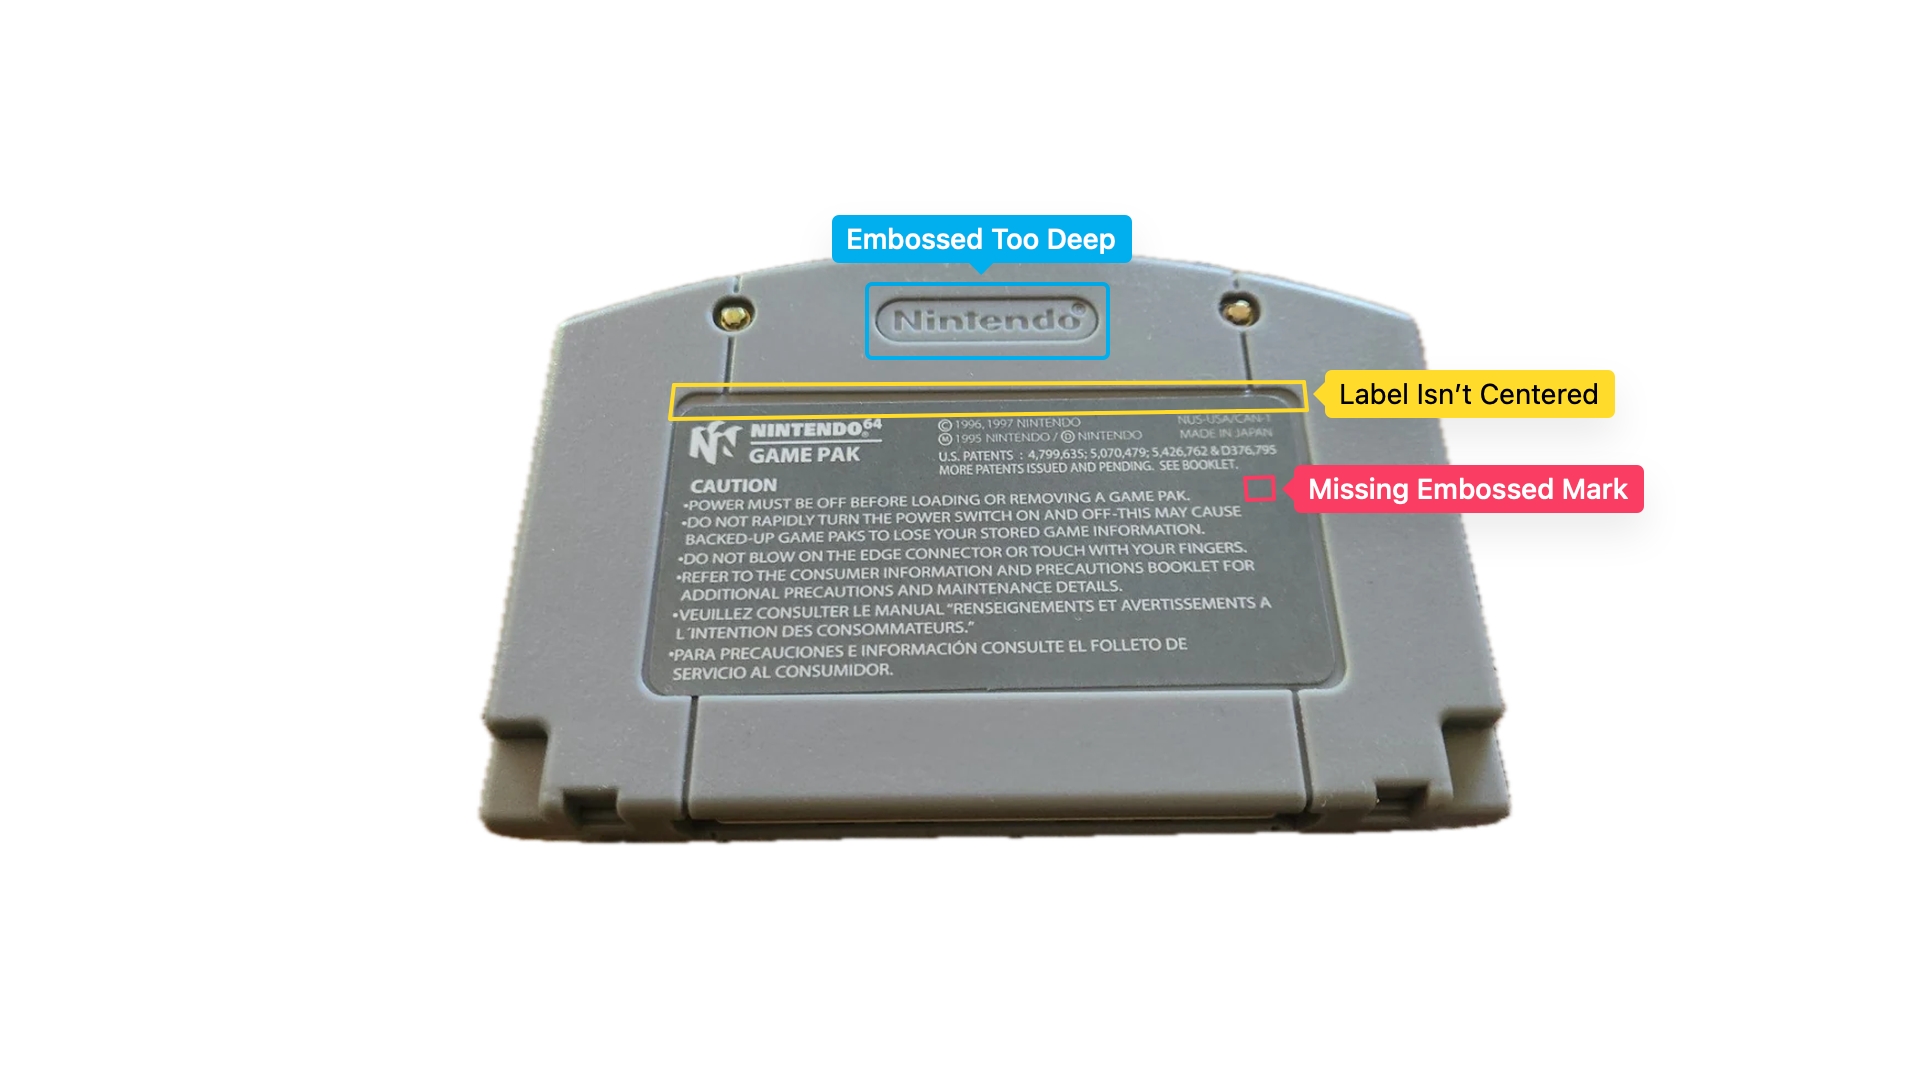 Embossed Too Deep
Nintendo®
Label Isn't Centered
NINTENDO64®
GAME PAK
©1996, 1997 NINTENDO
Ⓜ1995 NINTENDO / Ⓓ NINTENDO
NUS-USA/CAN-1
MADE IN JAPAN
U.S. PATENTS : 4,799,635; 5,070,479; 5,426,762 & D376,795
MORE PATENTS ISSUED AND PENDING. SEE BOOKLET.
Missing Embossed Mark
CAUTION
•POWER MUST BE OFF BEFORE LOADING OR REMOVING A GAME PAK.
•DO NOT RAPIDLY TURN THE POWER SWITCH ON AND OFF-THIS MAY CAUSE
BACKED-UP GAME PAKS TO LOSE YOUR STORED GAME INFORMATION.
•DO NOT BLOW ON THE EDGE CONNECTOR OR TOUCH WITH YOUR FINGERS.
•REFER TO THE CONSUMER INFORMATION AND PRECAUTIONS BOOKLET FOR
ADDITIONAL PRECAUTIONS AND MAINTENANCE DETAILS.
•VEUILLEZ CONSULTER LE MANUAL "RENSEIGNEMENTS ET AVERTISSEMENTS A
L'INTENTION DES CONSOMMATEURS."
•PARA PRECAUCIONES E INFORMACIÓN CONSULTE EL FOLLETO DE
SERVICIO AL CONSUMIDOR.